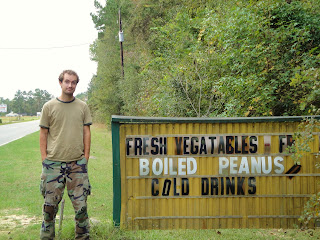 FRESH VEGATABLES
BOILED PEANUS
COLD DRINKS